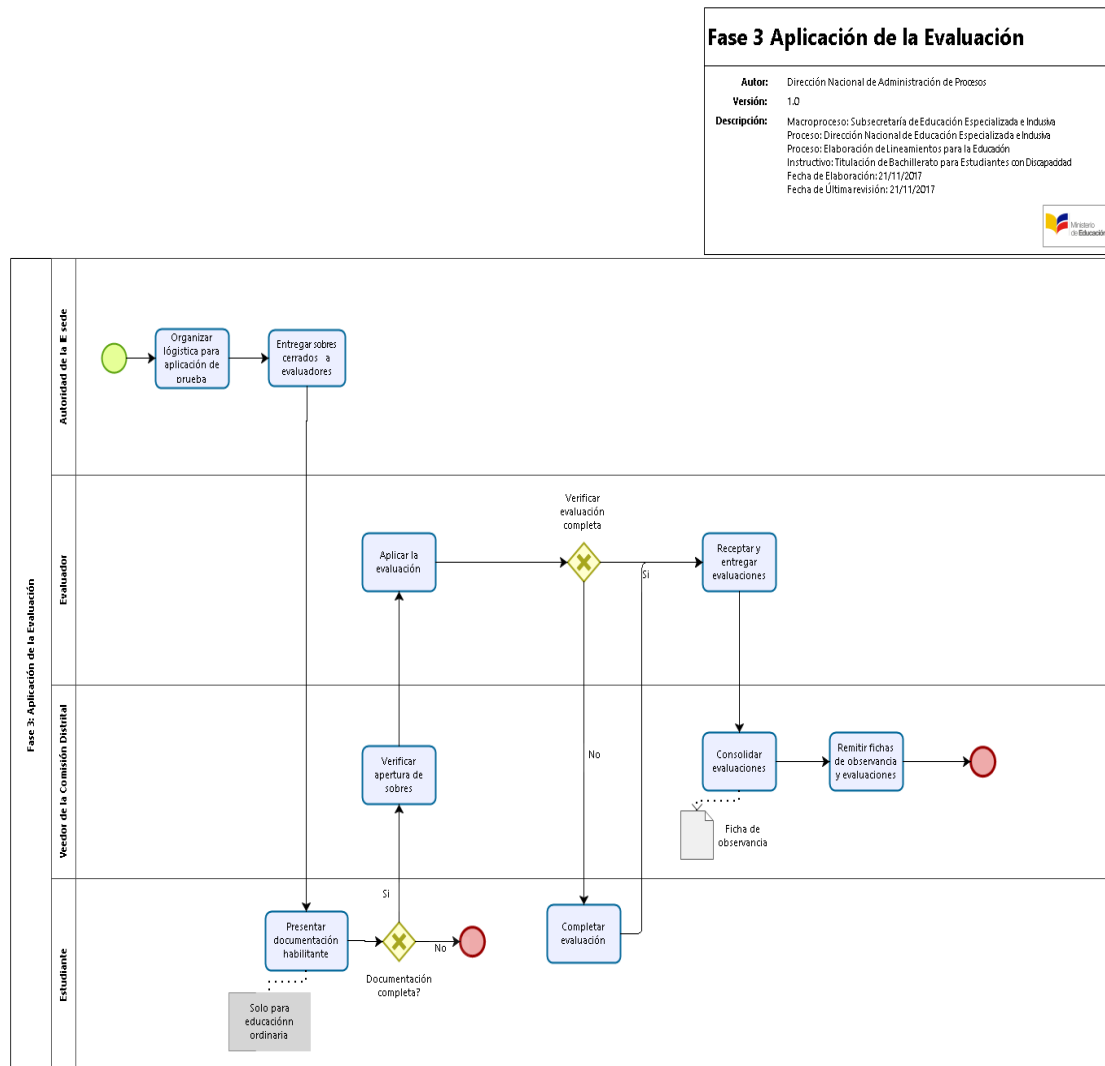 Fase 3 Aplicación de la Evaluación
Autor: Dirección Nacional de Administración de Procesos
Versión: 1.0
Descripción: Macroproceso: Subsecretaría de Educación Especializada e Indusiva
Proceso: Dirección Nacional de Educación Especializada e Indusiva
Proceso: Elaboración de Lineamientos para la Educación
Instructivo: Titulación de Bachillerato para Estudiantes con Discapacidad
Fecha de Elaboración: 21/11/2017
Fecha de Última revisión: 21/11/2017
Ministerio
de Educación
Fase 3: Aplicación de la Evaluación
Autoridad de la IE sede
Organizar
lógistica para
aplicación de
prueba
Entregar sobres
cerrados a
evaluadores
Evaluador
Aplicar la
evaluación
Verificar
evaluación
completa
Si
No
Receptar y
entregar
evaluaciones
Veedor de la Comisión Distrital
Verificar
apertura de
sobres
Consolidar
evaluaciones
Remitir fichas
de observancia
y evaluaciones
Ficha de
observancia
Estudiante
Presentar
documentación
habilitante
Si
No
Documentación
completa?
Completar
evaluación
Solo para
educaciónn
ordinaria